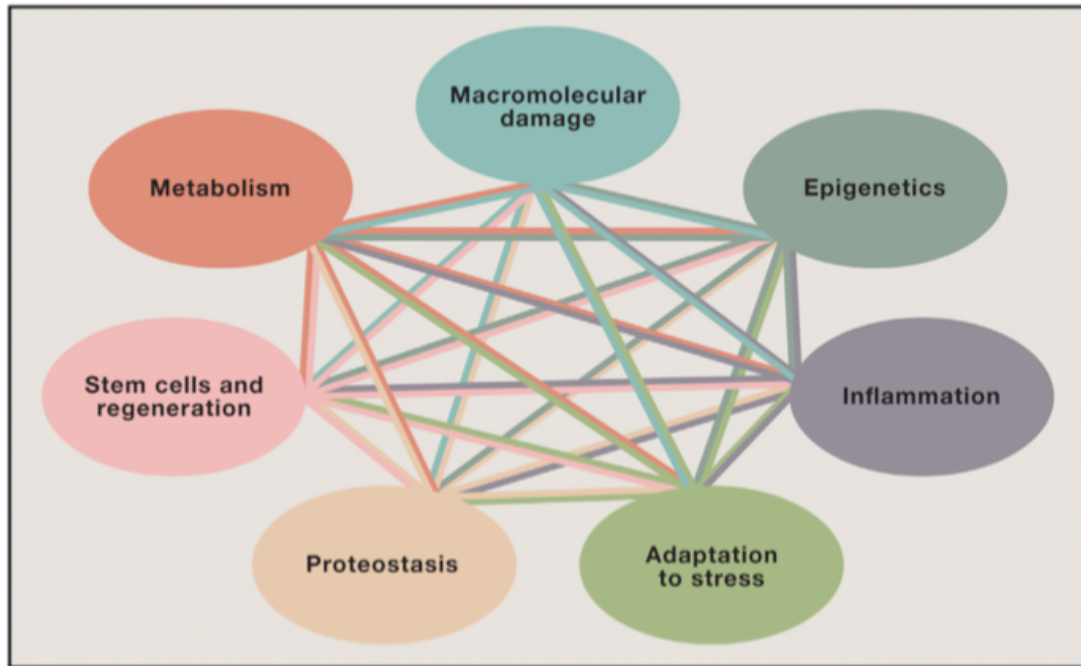 Macromolecular
damage
Metabolism
Epigenetics
Stem cells and
regeneration
Inflammation
Proteostasis
Adaptation
to stress